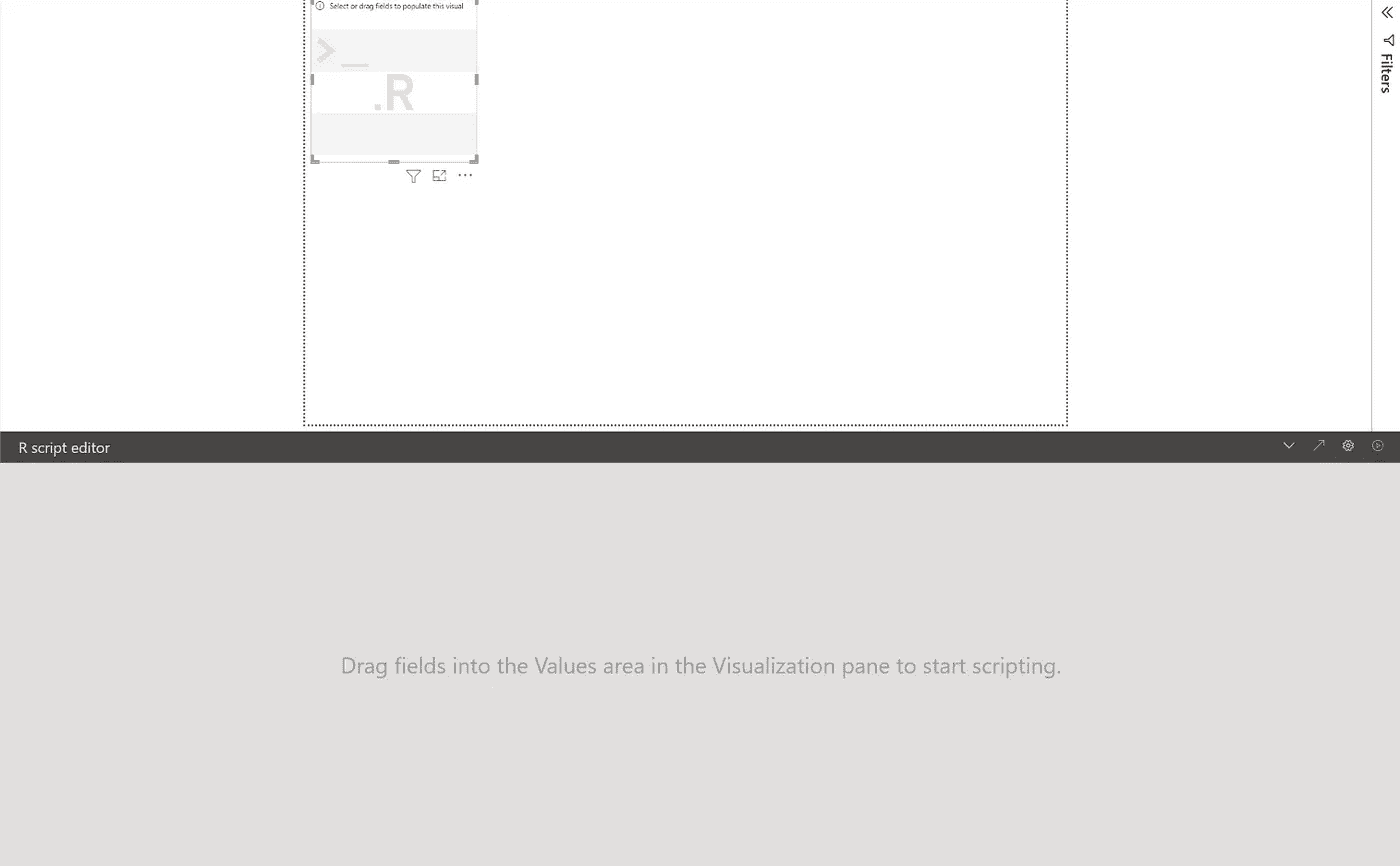 Select or drag fields to populate this visual
>_
.R
Filters
R script editor
Drag fields into the Values area in the Visualization pane to start scripting.